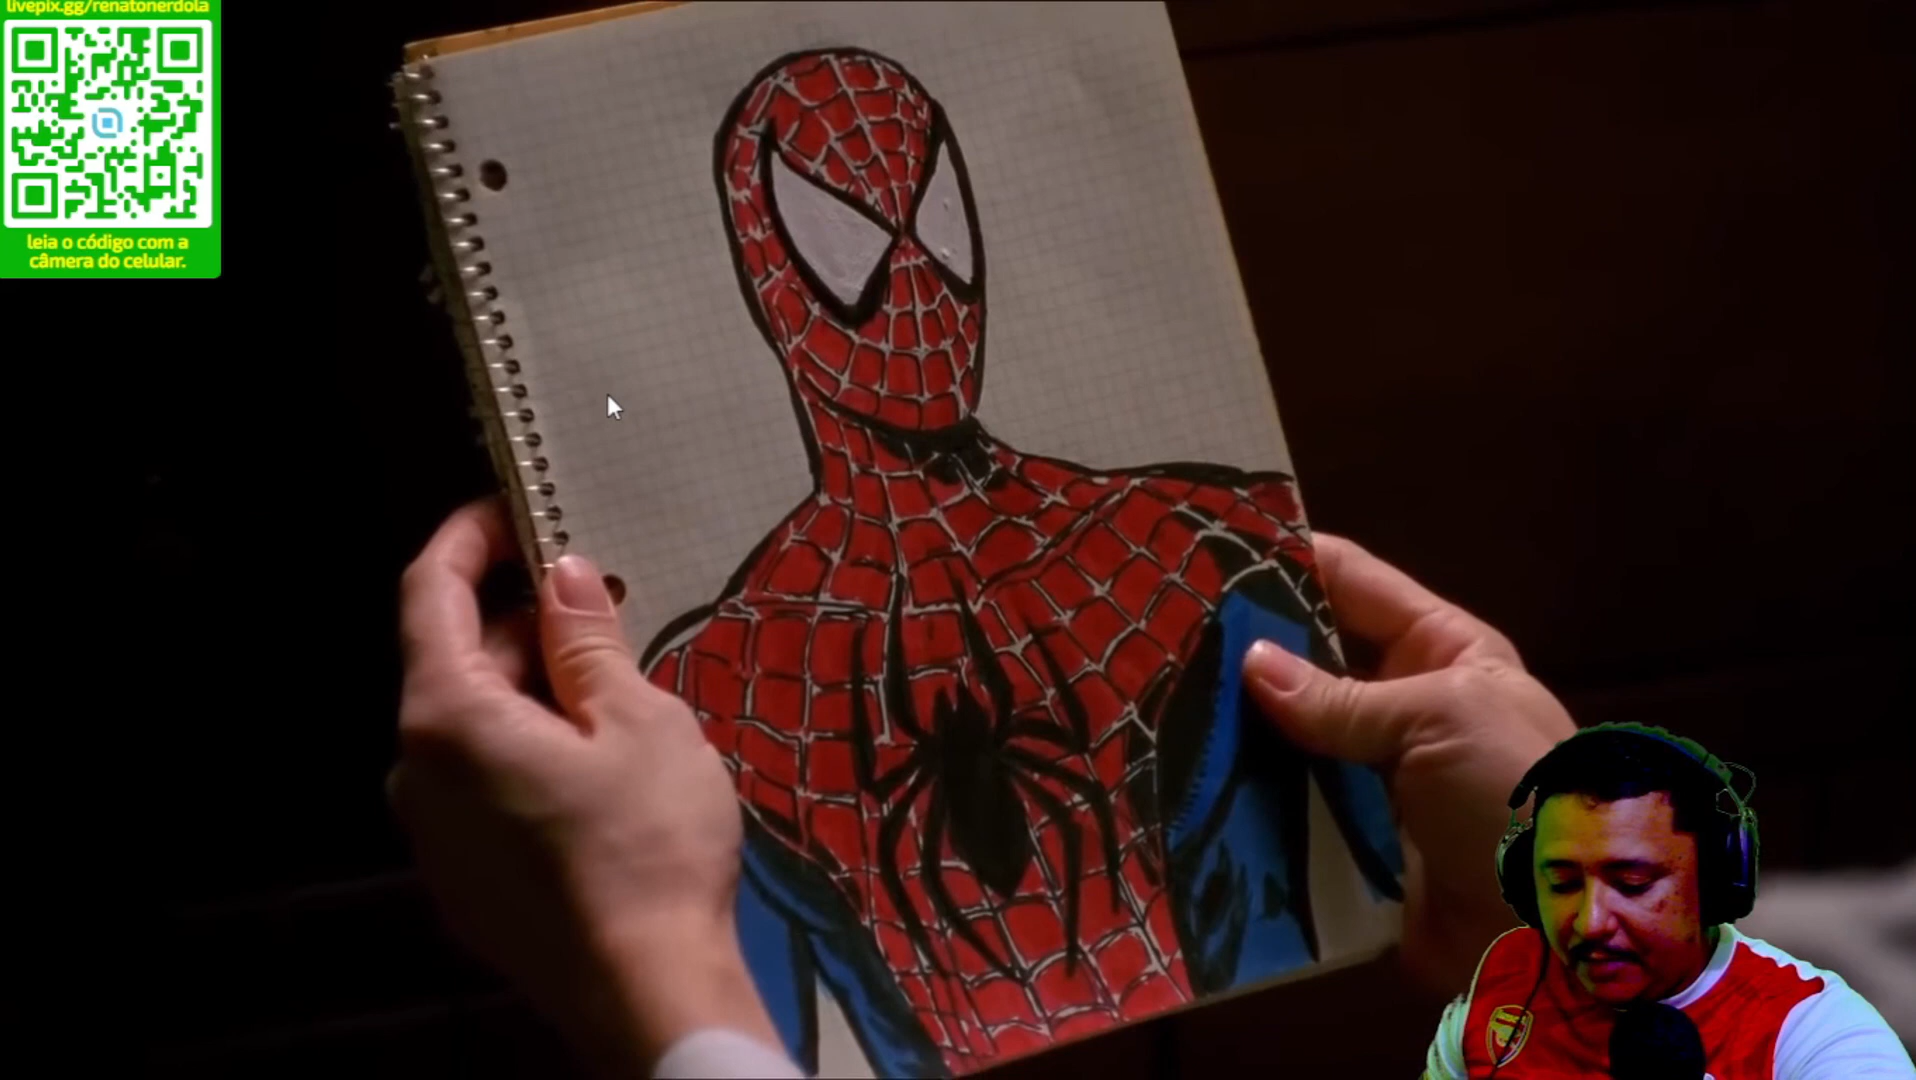 livepix.gg/renatonerdola
leia o código com a
câmera do celular.